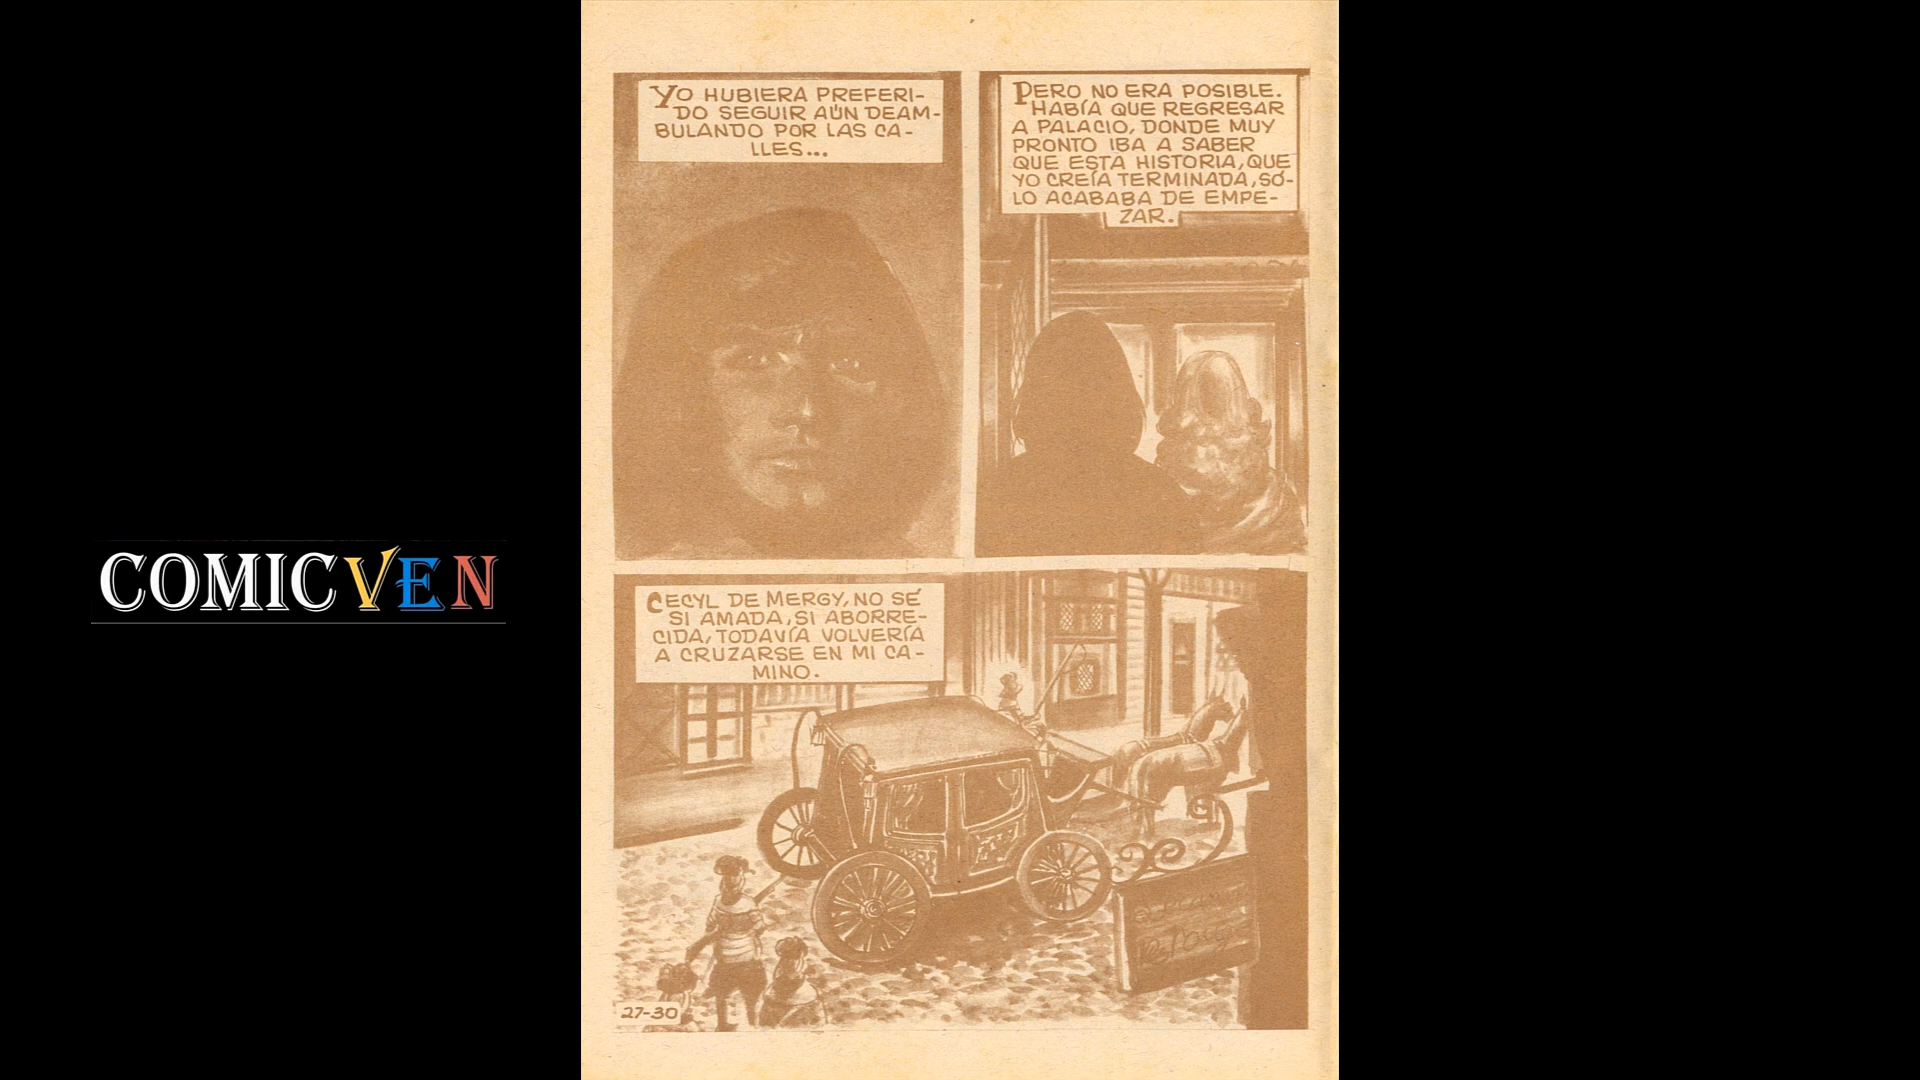 YO HUBIERA PREFERI-
DO SEGUIR AÚN DEAM-
BULANDO POR LAS CA-
LLES...
PERO NO ERA POSIBLE.
HABÍA QUE REGRESAR
A PALACIO, DONDE MUY
PRONTO IBA A SABER
QUE ESTA HISTORIA, QUE
YO CREÍA TERMINADA, SÓ-
LO ACABABA DE EMPE-
ZAR.
CECYL DE MERGY, NO SÉ
SI AMADA, SI ABORRE-
CIDA, TODAVÍA VOLVERÍA
A CRUZARSE EN MI CA-
MINO.
27-30
COMICVEN